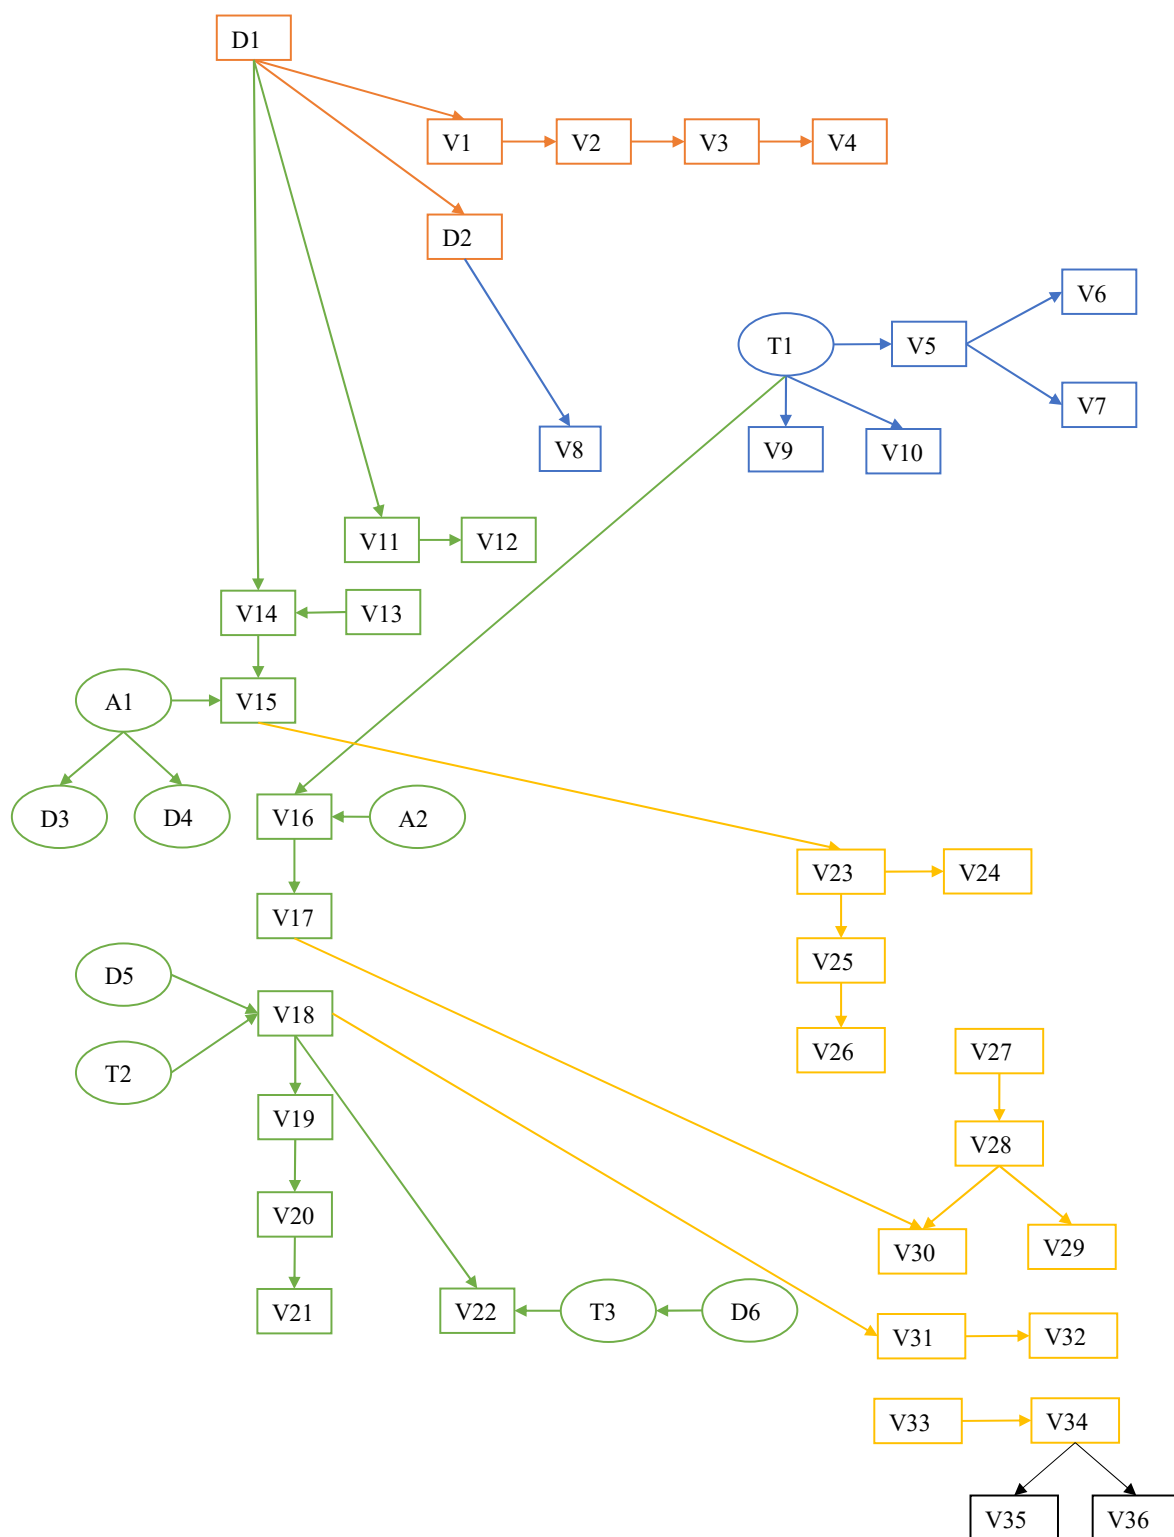 D1
V1 V2 V3 V4
D2
V6
T1 V5
V7
V8 V9 V10
V11 V12
V14 V13
A1 V15
D3 D4 V16 A2
V23 V24
V17
D5 V25
V18
T2 V26 V27
V19 V28
V20
V30 V29
V21 V22 T3 D6
V31 V32
V33 V34
V35 V36